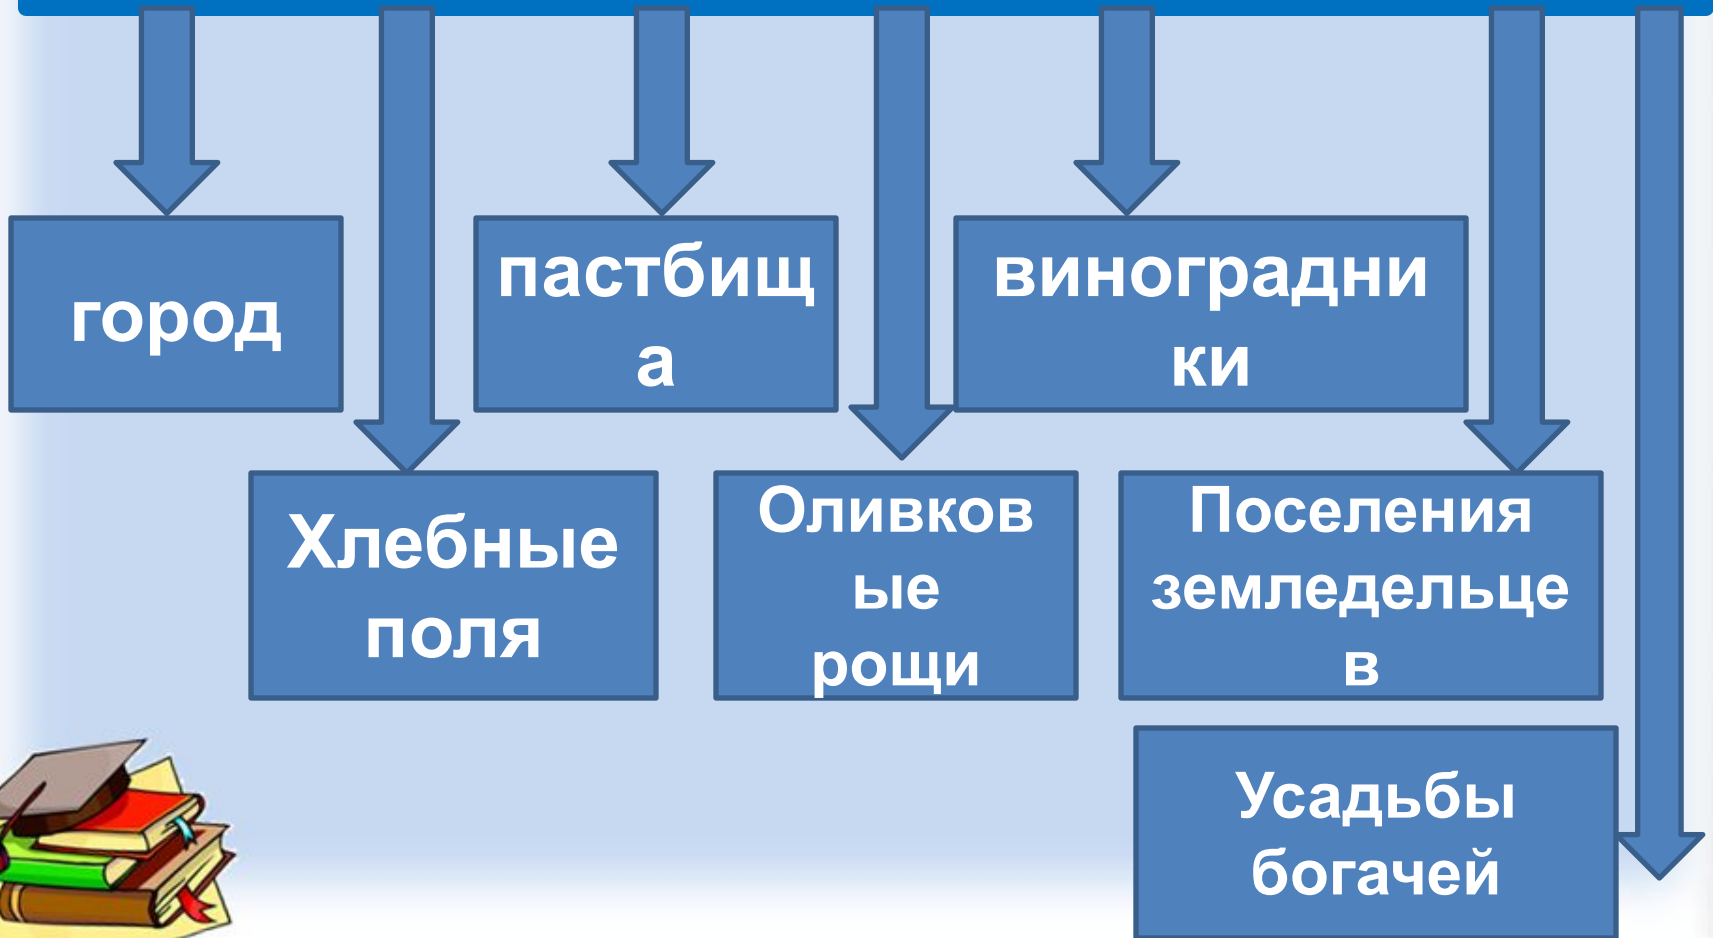 город
пастбищ
а
виноградни
ки
Хлебные
поля
Оливков
ые
рощи
Поселения
земледельце
в
Усадьбы
богачей